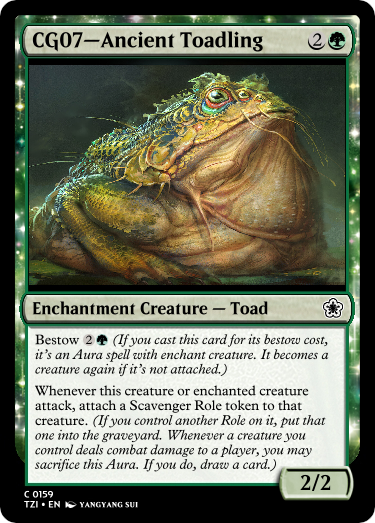 CG07—Ancient Toadling 2
Enchantment Creature — Toad
Bestow 2 (If you cast this card for its bestow cost,
it's an Aura spell with enchant creature. It becomes a
creature again if it's not attached.)
Whenever this creature or enchanted creature
attack, attach a Scavenger Role token to that
creature. (If you control another Role on it, put that
one into the graveyard. Whenever a creature you
control deals combat damage to a player, you may
sacrifice this Aura. If you do, draw a card.)
2/2
C 0159
TZI • EN YANGYANG SUI